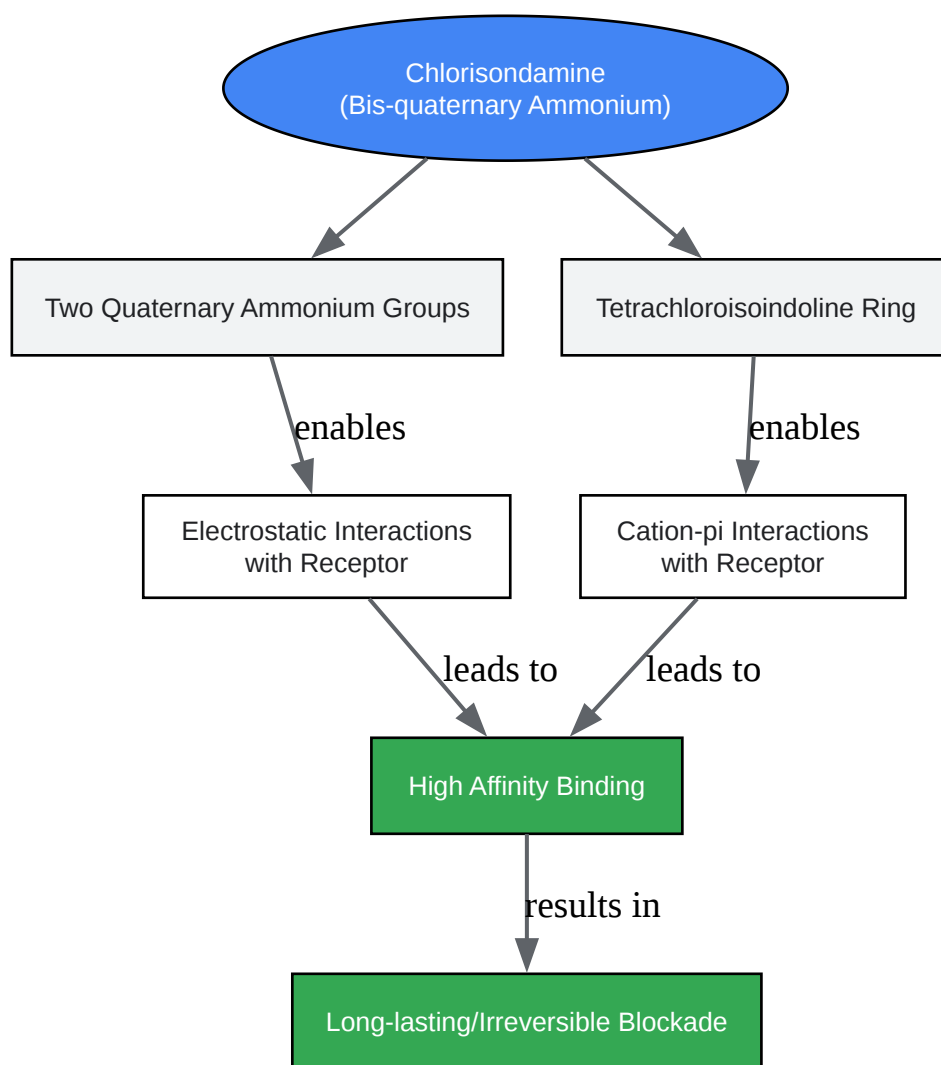 Chlorisondamine
(Bis-quaternary Ammonium)
Two Quaternary Ammonium Groups
Tetrachloroisoindoline Ring
enables
enables
Electrostatic Interactions
with Receptor
Cation-pi Interactions
with Receptor
leads to
leads to
High Affinity Binding
results in
Long-lasting/Irreversible Blockade